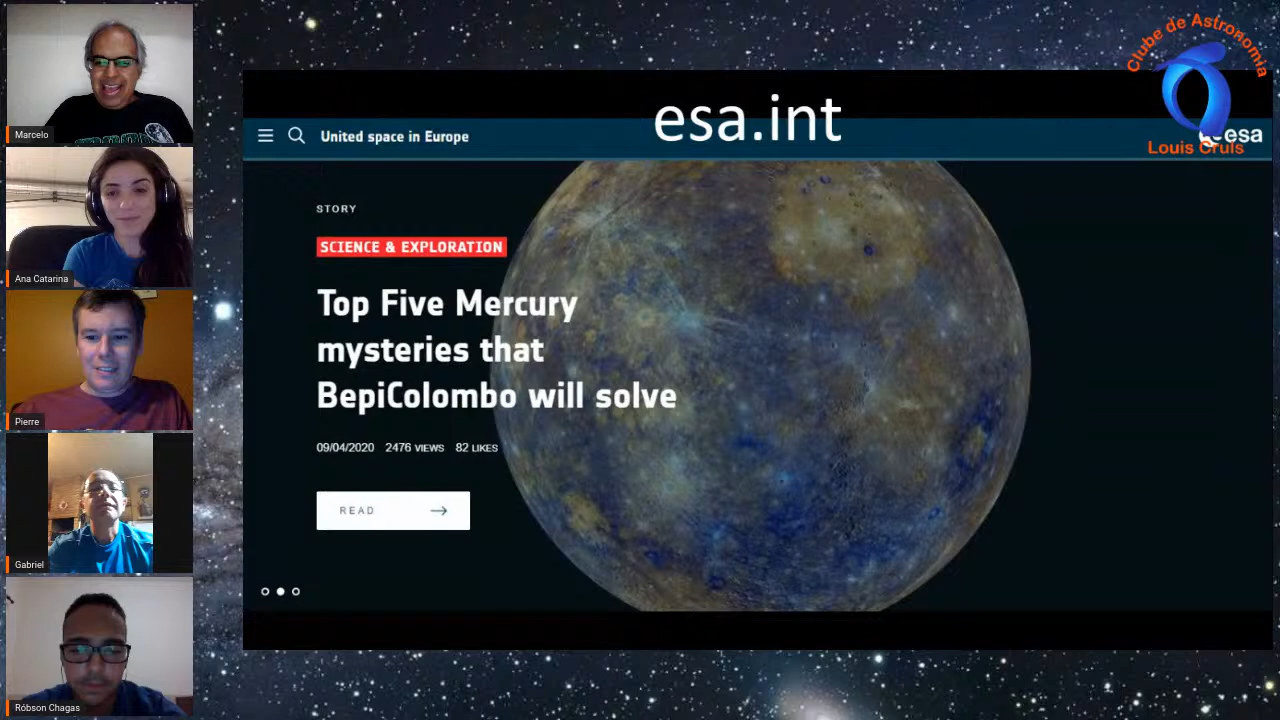 Marcelo
Ana Catarina
Pierre
Gabriel
Róbson Chagas
esa.int
United space in Europe
esa
Clube de Astronomia
Louis Cruls
STORY
SCIENCE & EXPLORATION
Top Five Mercury
mysteries that
BepiColombo will solve
09/04/2020 2476 VIEWS 82 LIKES
READ